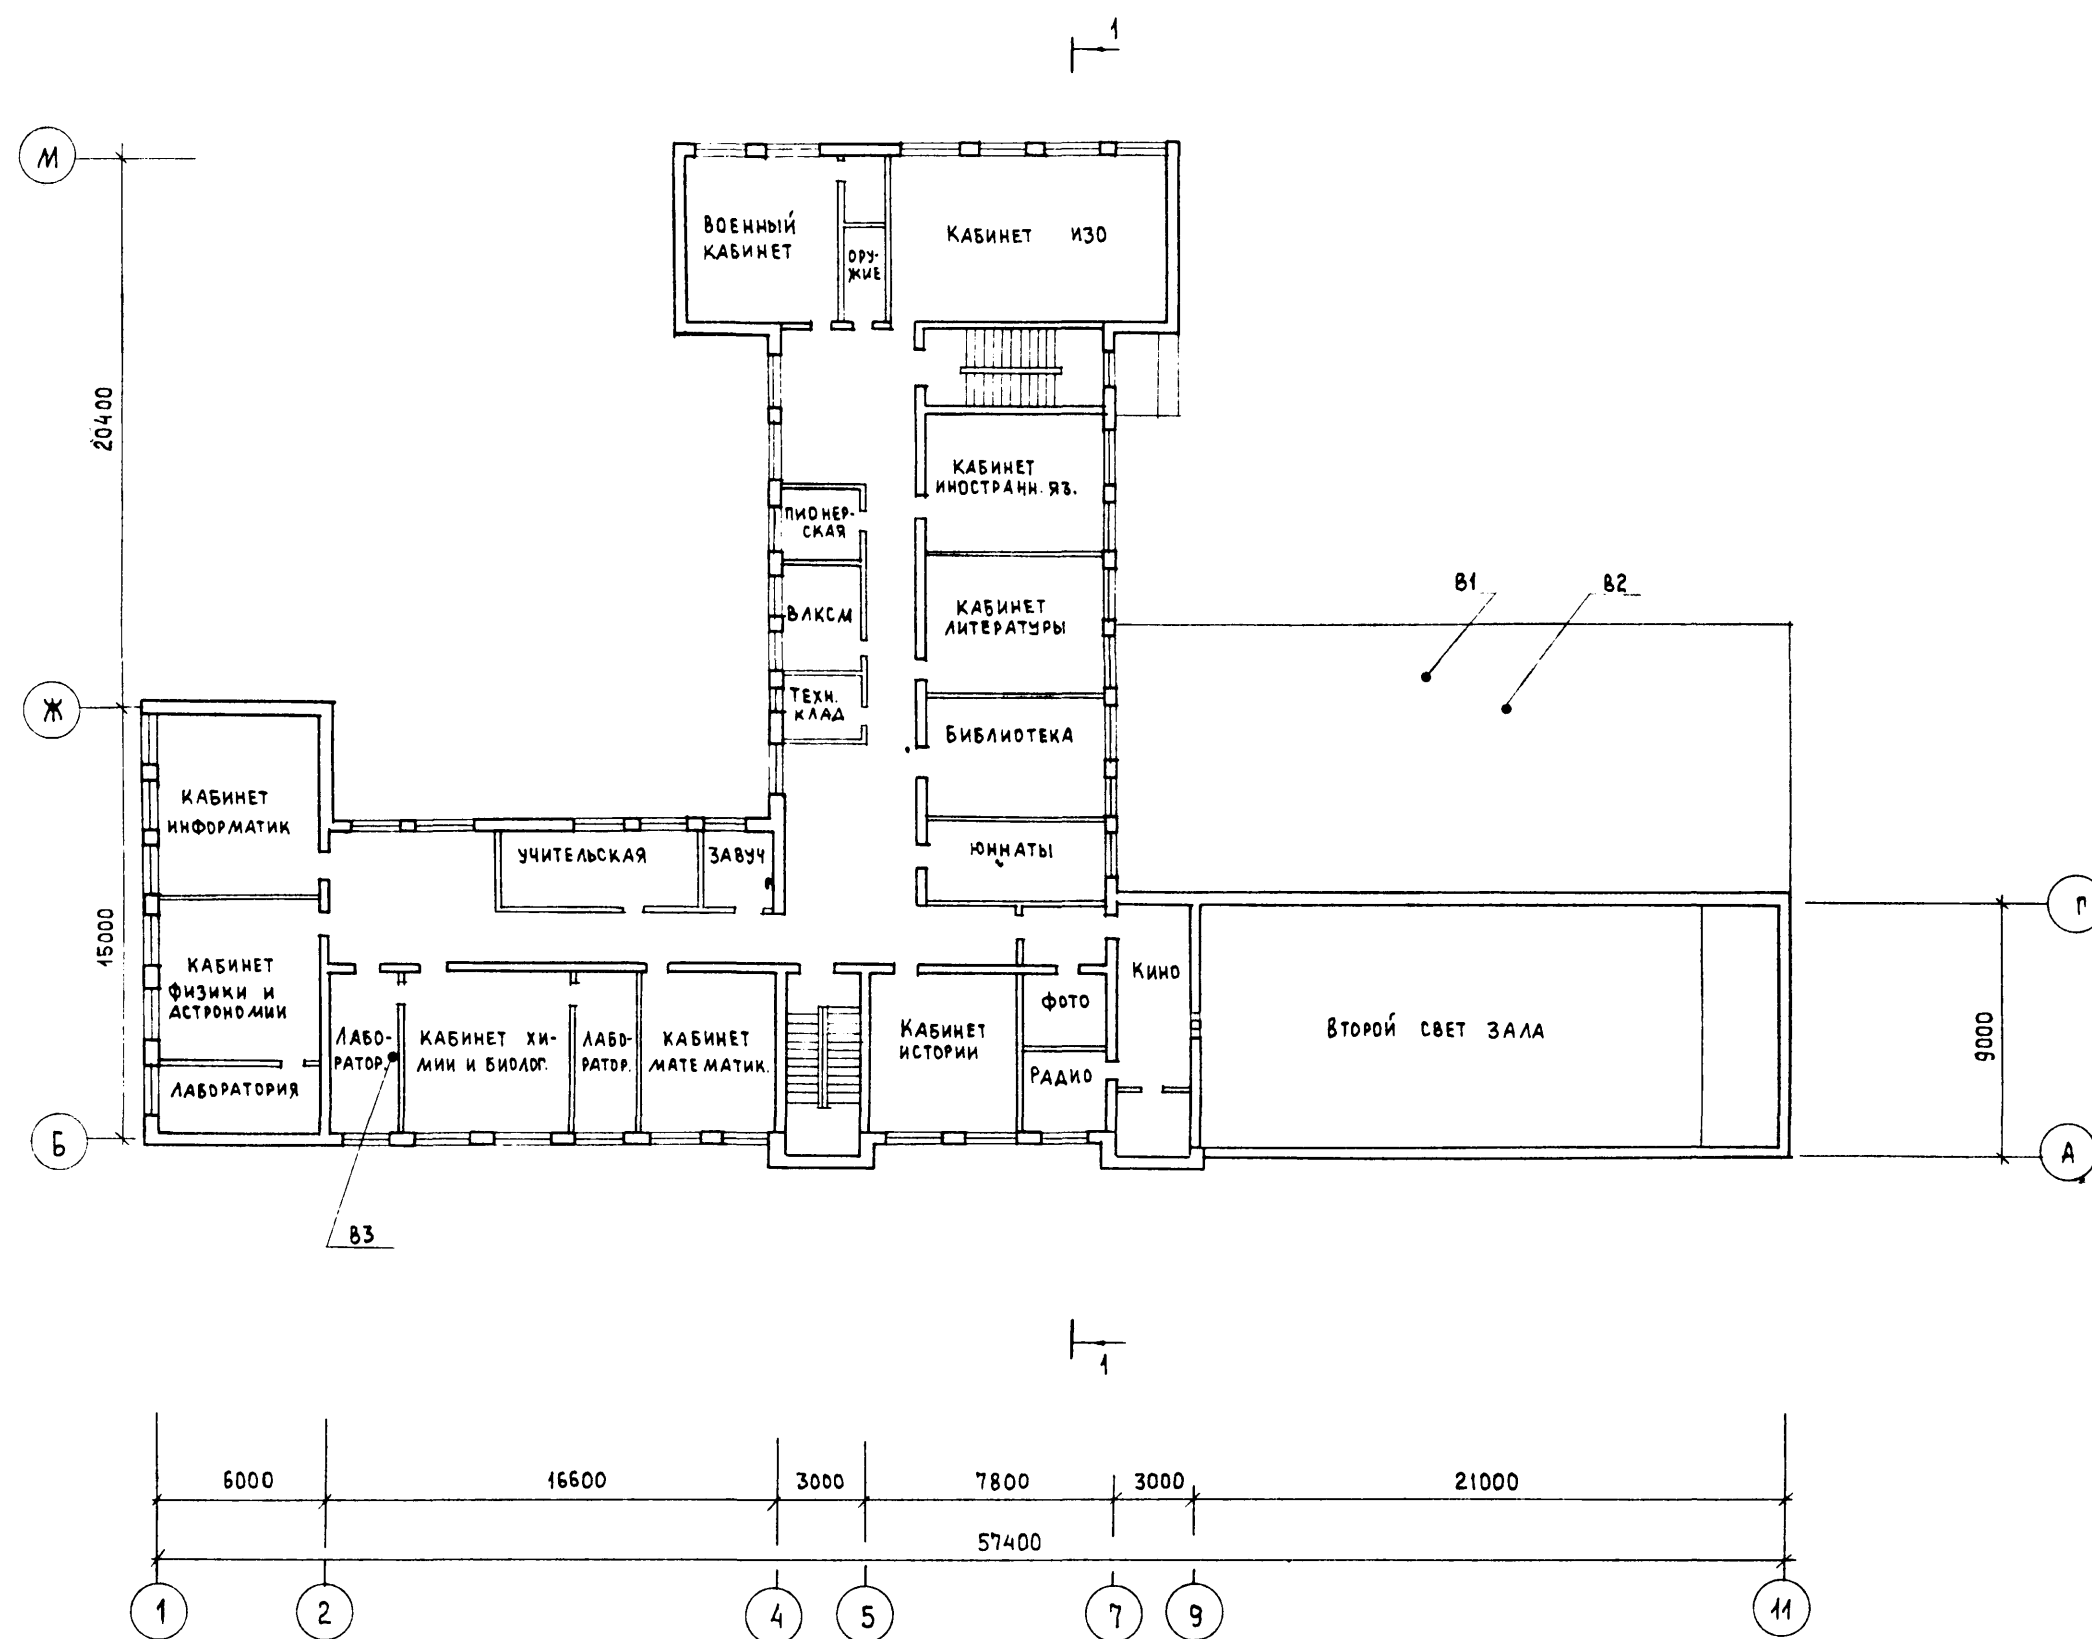 1
М
ВОЕННЫЙ
КАБИНЕТ
ОРУ-
ЖИЕ
КАБИНЕТ ИЗО
20400
КАБИНЕТ
ИНОСТРАНН. ЯЗ.
ПИОНЕР-
СКАЯ
ВЛКСМ
КАБИНЕТ
ЛИТЕРАТУРЫ
В1
В2
ТЕХН.
КЛАД
БИБЛИОТЕКА
Ж
КАБИНЕТ
ИНФОРМАТИК
УЧИТЕЛЬСКАЯ
ЗАВУЧ
ЮННАТЫ
Г
15000
КАБИНЕТ
ФИЗИКИ И
АСТРОНОМИИ
ЛАБОРАТОРИЯ
ЛАБО-
РАТОР.
КАБИНЕТ ХИ-
МИИ И БИОЛОГ.
ЛАБО-
РАТОР.
КАБИНЕТ
МАТЕМАТИК.
КАБИНЕТ
ИСТОРИИ
ФОТО
РАДИО
КИНО
ВТОРОЙ СВЕТ ЗАЛА
9000
Б
А
В3
1
6000
16600
3000
7800
3000
21000
57400
1
2
4
5
7
9
11